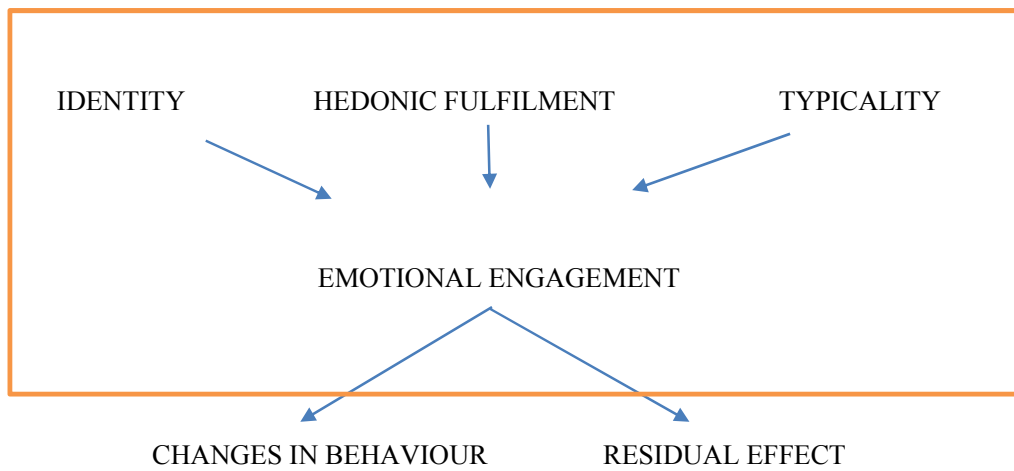 IDENTITY HEDONIC FULFILMENT TYPICALITY
EMOTIONAL ENGAGEMENT
CHANGES IN BEHAVIOUR RESIDUAL EFFECT